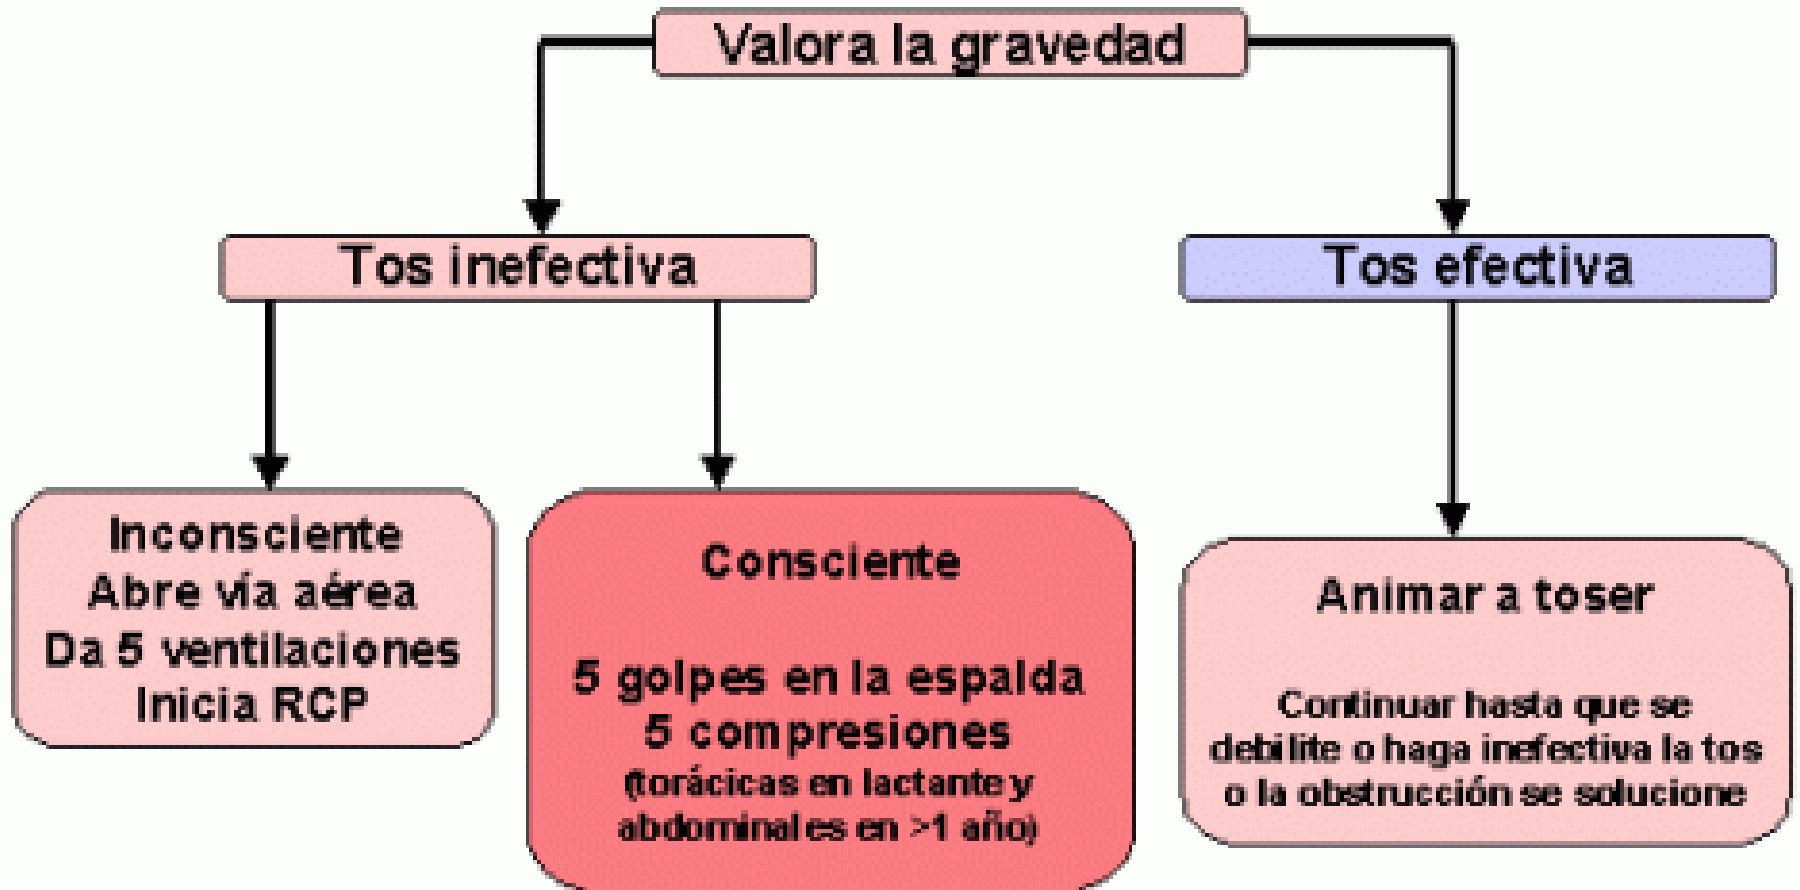 Valora la gravedad
Tos inefectiva
Tos efectiva
Inconsciente
Abre vía aérea
Da 5 ventilaciones
Inicia RCP
Consciente
5 golpes en la espalda
5 compresiones
(torácicas en lactante y
abdominales en >1 año)
Animar a toser
Continuar hasta que se
debilite o haga inefectiva la tos
o la obstrucción se solucione